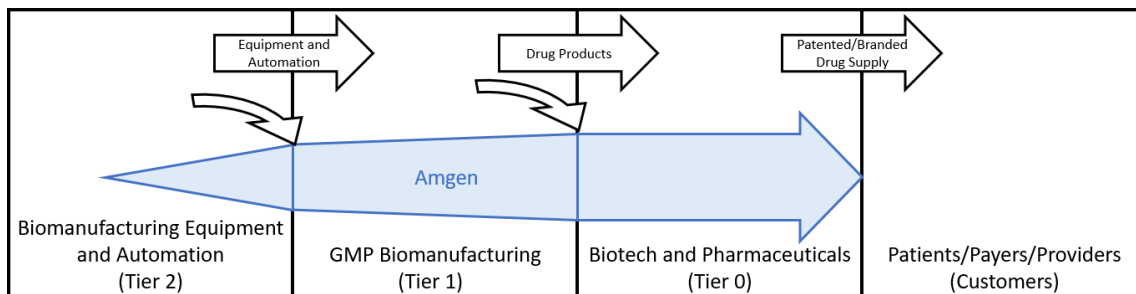 Equipment and
Automation
Drug Products
Patented/Branded
Drug Supply
Amgen
Biomanufacturing Equipment
and Automation
(Tier 2)
GMP Biomanufacturing
(Tier 1)
Biotech and Pharmaceuticals
(Tier 0)
Patients/Payers/Providers
(Customers)